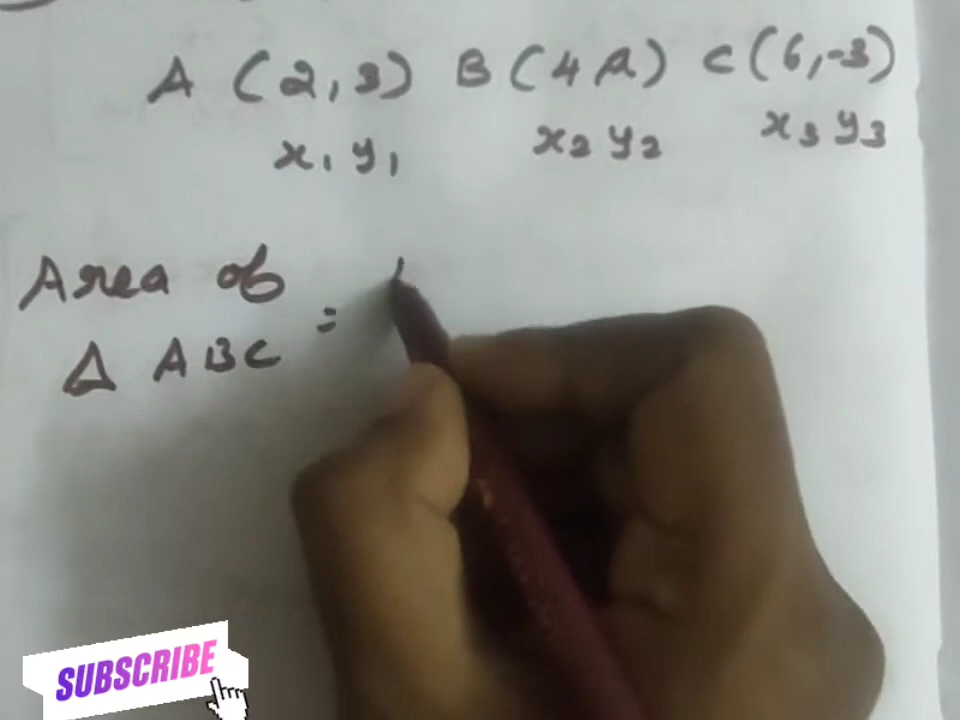 A (2,3) B (4 a) C (6,-3)
x₁ y₁ x₂ y₂ x₃ y₃
Area of
Δ ABC =
SUBSCRIBE